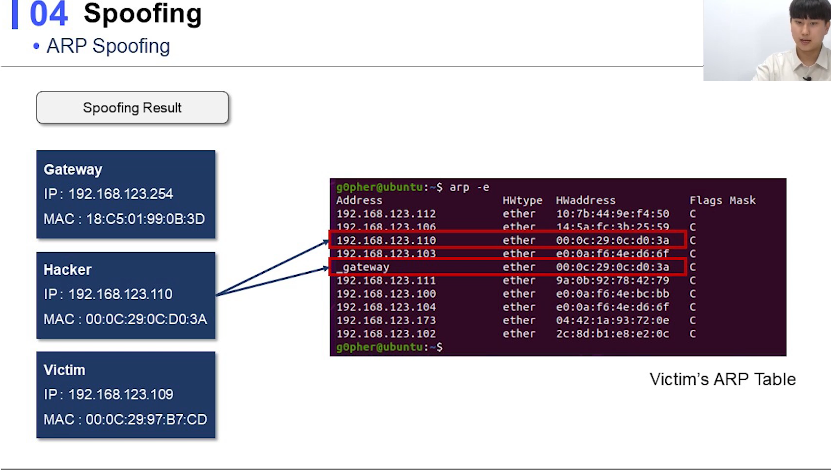 04 Spoofing
• ARP Spoofing
Spoofing Result
Gateway
IP : 192.168.123.254
MAC : 18:C5:01:99:0B:3D
Hacker
IP : 192.168.123.110
MAC : 00:0C:29:0C:D0:3A
Victim
IP : 192.168.123.109
MAC : 00:0C:29:97:B7:CD
g0pher@ubuntu:~$ arp -e
Address HWtype HWaddress Flags Mask
192.168.123.112 ether 10:7b:44:9e:f4:50 C
192.168.123.106 ether 14:5a:fc:3b:25:59 C
192.168.123.110 ether 00:0c:29:0c:d0:3a C
192.168.123.103 ether e0:0a:f6:4e:d6:6f C
_gateway ether 00:0c:29:0c:d0:3a C
192.168.123.111 ether 9a:0b:92:78:42:79 C
192.168.123.100 ether e0:0a:f6:4e:bc:bb C
192.168.123.104 ether e0:0a:f6:4e:d6:6f C
192.168.123.173 ether 04:42:1a:93:72:0e C
192.168.123.102 ether 2c:8d:b1:e8:e2:0c C
g0pher@ubuntu:~$
Victim's ARP Table